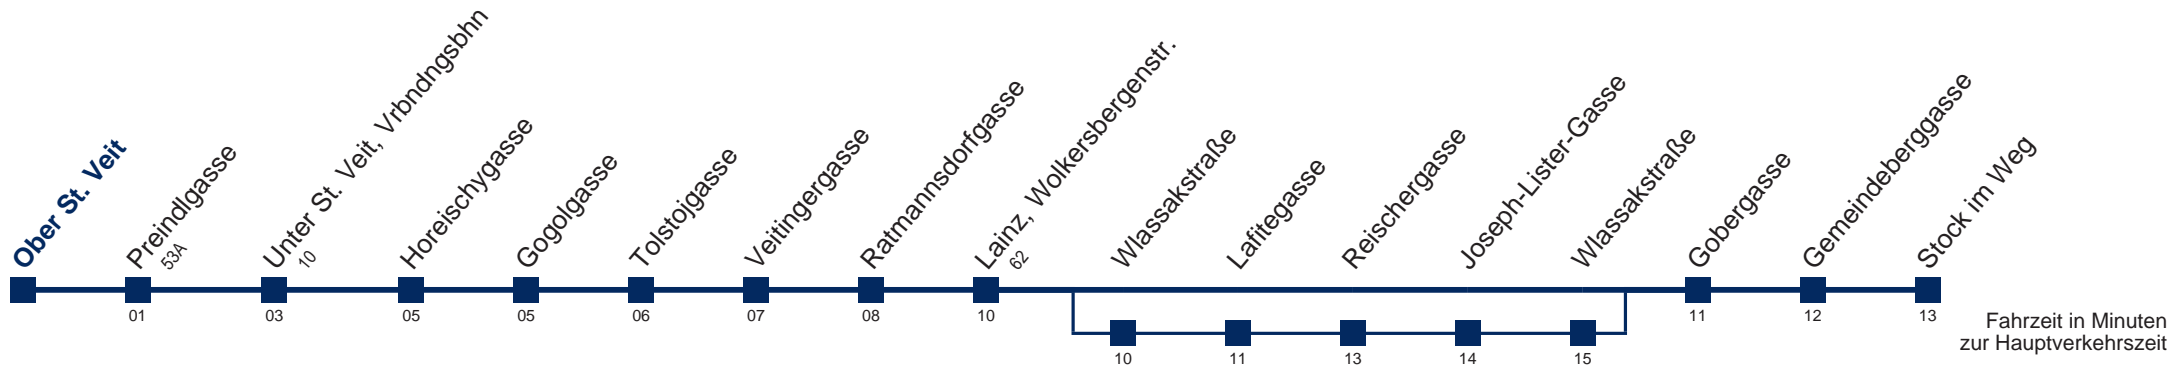 Ober St. Veit
Preindlgasse
53A
Unter St. Veit, Vrbndngsbhn
10
Horeischygasse
Gogolgasse
Tolstojgasse
Veitingergasse
Ratmannsdorfgasse
Lainz, Wolkersbergenstr.
62
Wlassakstraße
Lafitegasse
Reischergasse
Joseph-Lister-Gasse
Wlassakstraße
Gobergasse
Gemeindeberggasse
Stock im Weg
01 03 05 05 06 07 08 10 11 12 13
10 11 13 14 15
Fahrzeit in Minuten
zur Hauptverkehrszeit